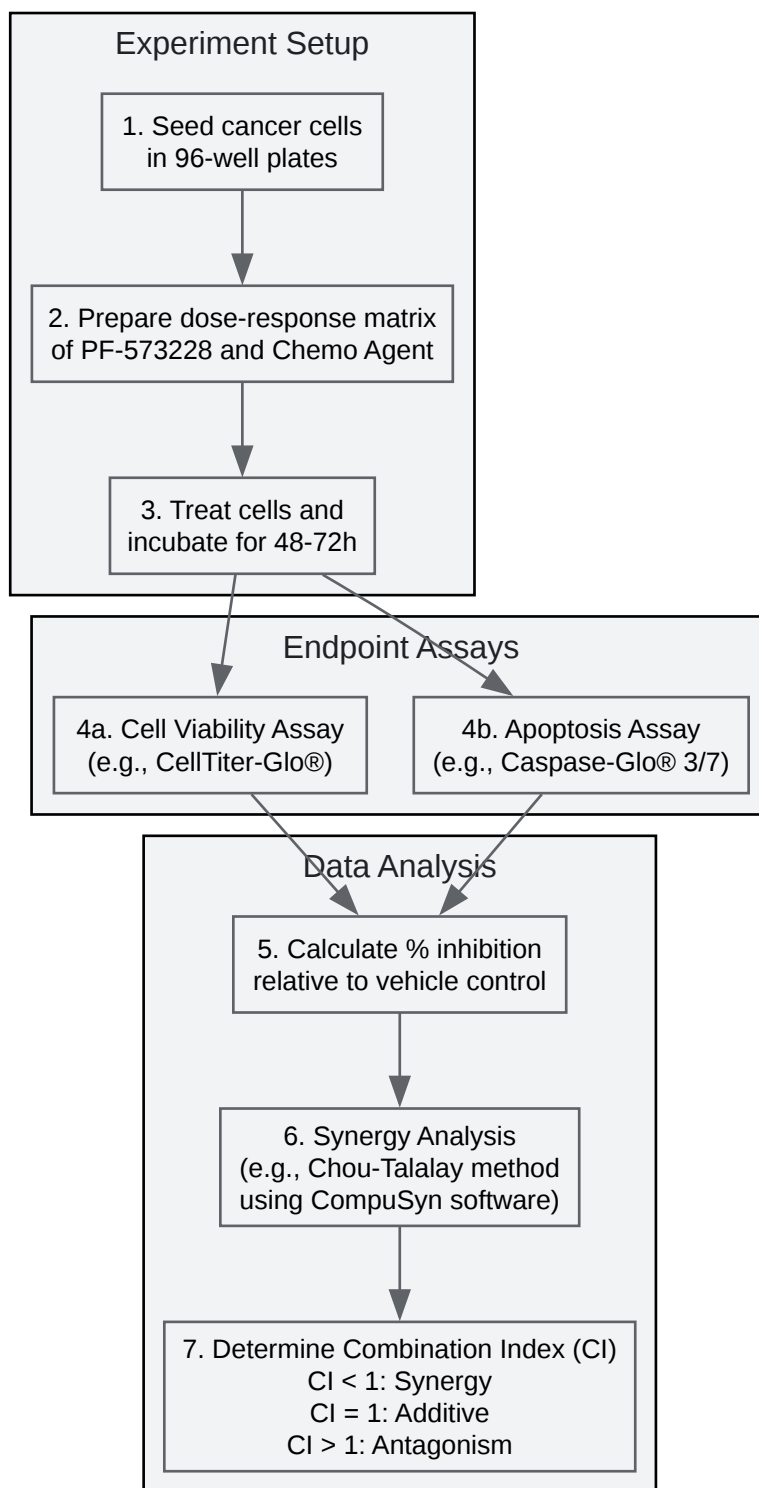 Experiment Setup
1. Seed cancer cells
in 96-well plates
2. Prepare dose-response matrix
of PF-573228 and Chemo Agent
3. Treat cells and
incubate for 48-72h
Endpoint Assays
4a. Cell Viability Assay
(e.g., CellTiter-Glo®)
4b. Apoptosis Assay
(e.g., Caspase-Glo® 3/7)
Data Analysis
5. Calculate % inhibition
relative to vehicle control
6. Synergy Analysis
(e.g., Chou-Talalay method
using CompuSyn software)
7. Determine Combination Index (CI)
CI < 1: Synergy
CI = 1: Additive
CI > 1: Antagonism